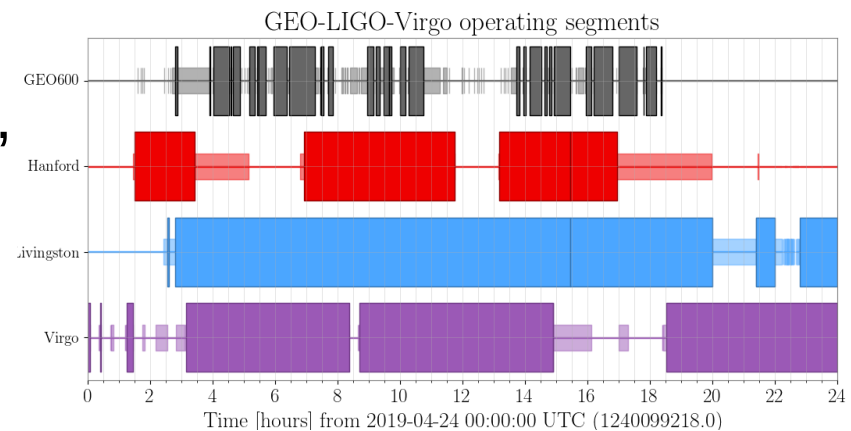 GEO-LIGO-Virgo operating segments
,
GEO600
Hanford
ivingston
Virgo
0 2 4 6 8 10 12 14 16 18 20 22 24
Time [hours] from 2019-04-24 00:00:00 UTC (1240099218.0)